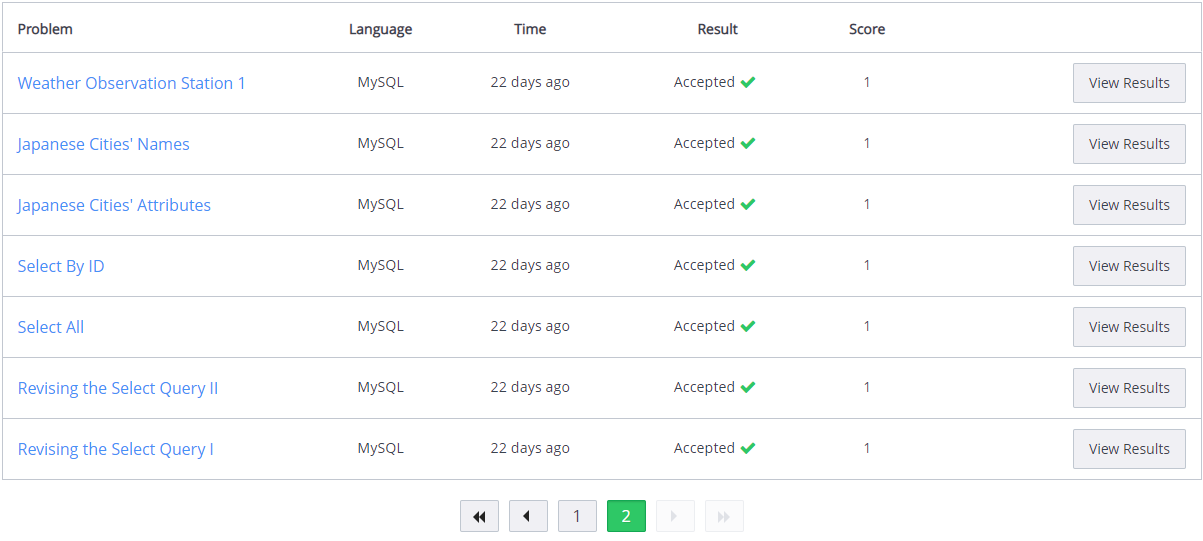 Problem Language Time Result Score
Weather Observation Station 1 MySQL 22 days ago Accepted 1 View Results
Japanese Cities' Names MySQL 22 days ago Accepted 1 View Results
Japanese Cities' Attributes MySQL 22 days ago Accepted 1 View Results
Select By ID MySQL 22 days ago Accepted 1 View Results
Select All MySQL 22 days ago Accepted 1 View Results
Revising the Select Query II MySQL 22 days ago Accepted 1 View Results
Revising the Select Query I MySQL 22 days ago Accepted 1 View Results
1 2